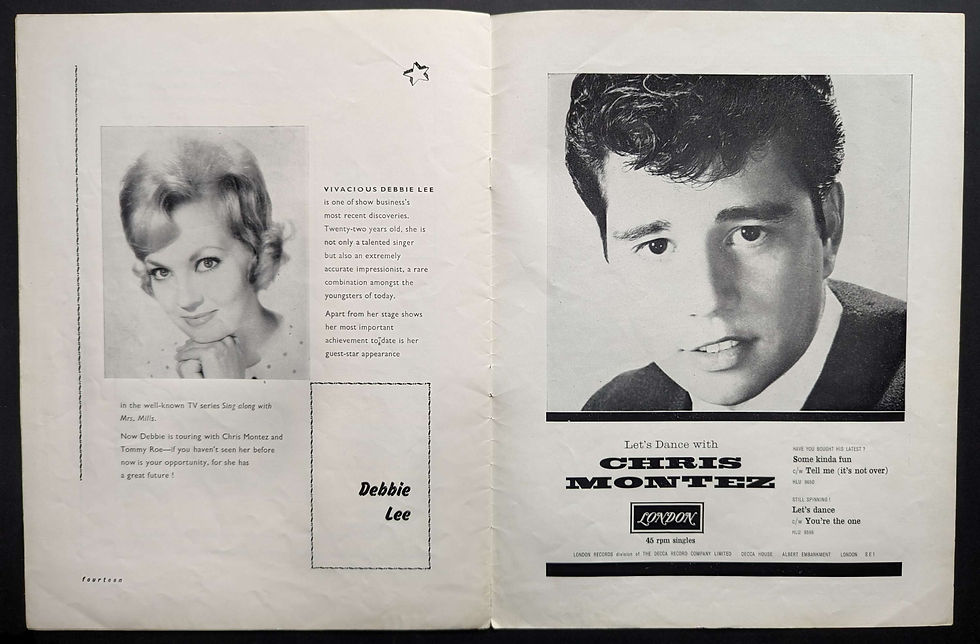 VIVACIOUS DEBBIE LEE
is one of show business's
most recent discoveries.
Twenty-two years old, she is
not only a talented singer
but also an extremely
accurate impressionist, a rare
combination amongst the
youngsters of today.
Apart from her stage shows
her most important
achievement to date is her
guest-star appearance
in the well-known TV series Sing along with
Mrs. Mills.
Now Debbie is touring with Chris Montez and
Tommy Roe—if you haven't seen her before
now is your opportunity, for she has
a great future !
Debbie
Lee
fourteen
Let's Dance with
CHRIS
MONTEZ
LONDON
45 rpm singles
HAVE YOU BOUGHT HIS LATEST ?
Some kinda fun
c/w Tell me (it's not over)
HLU 9650
STILL SPINNING !
Let's dance
c/w You're the one
HLU 9596
LONDON RECORDS division of THE DECCA RECORD COMPANY LIMITED DECCA HOUSE ALBERT EMBANKMENT LONDON SE1